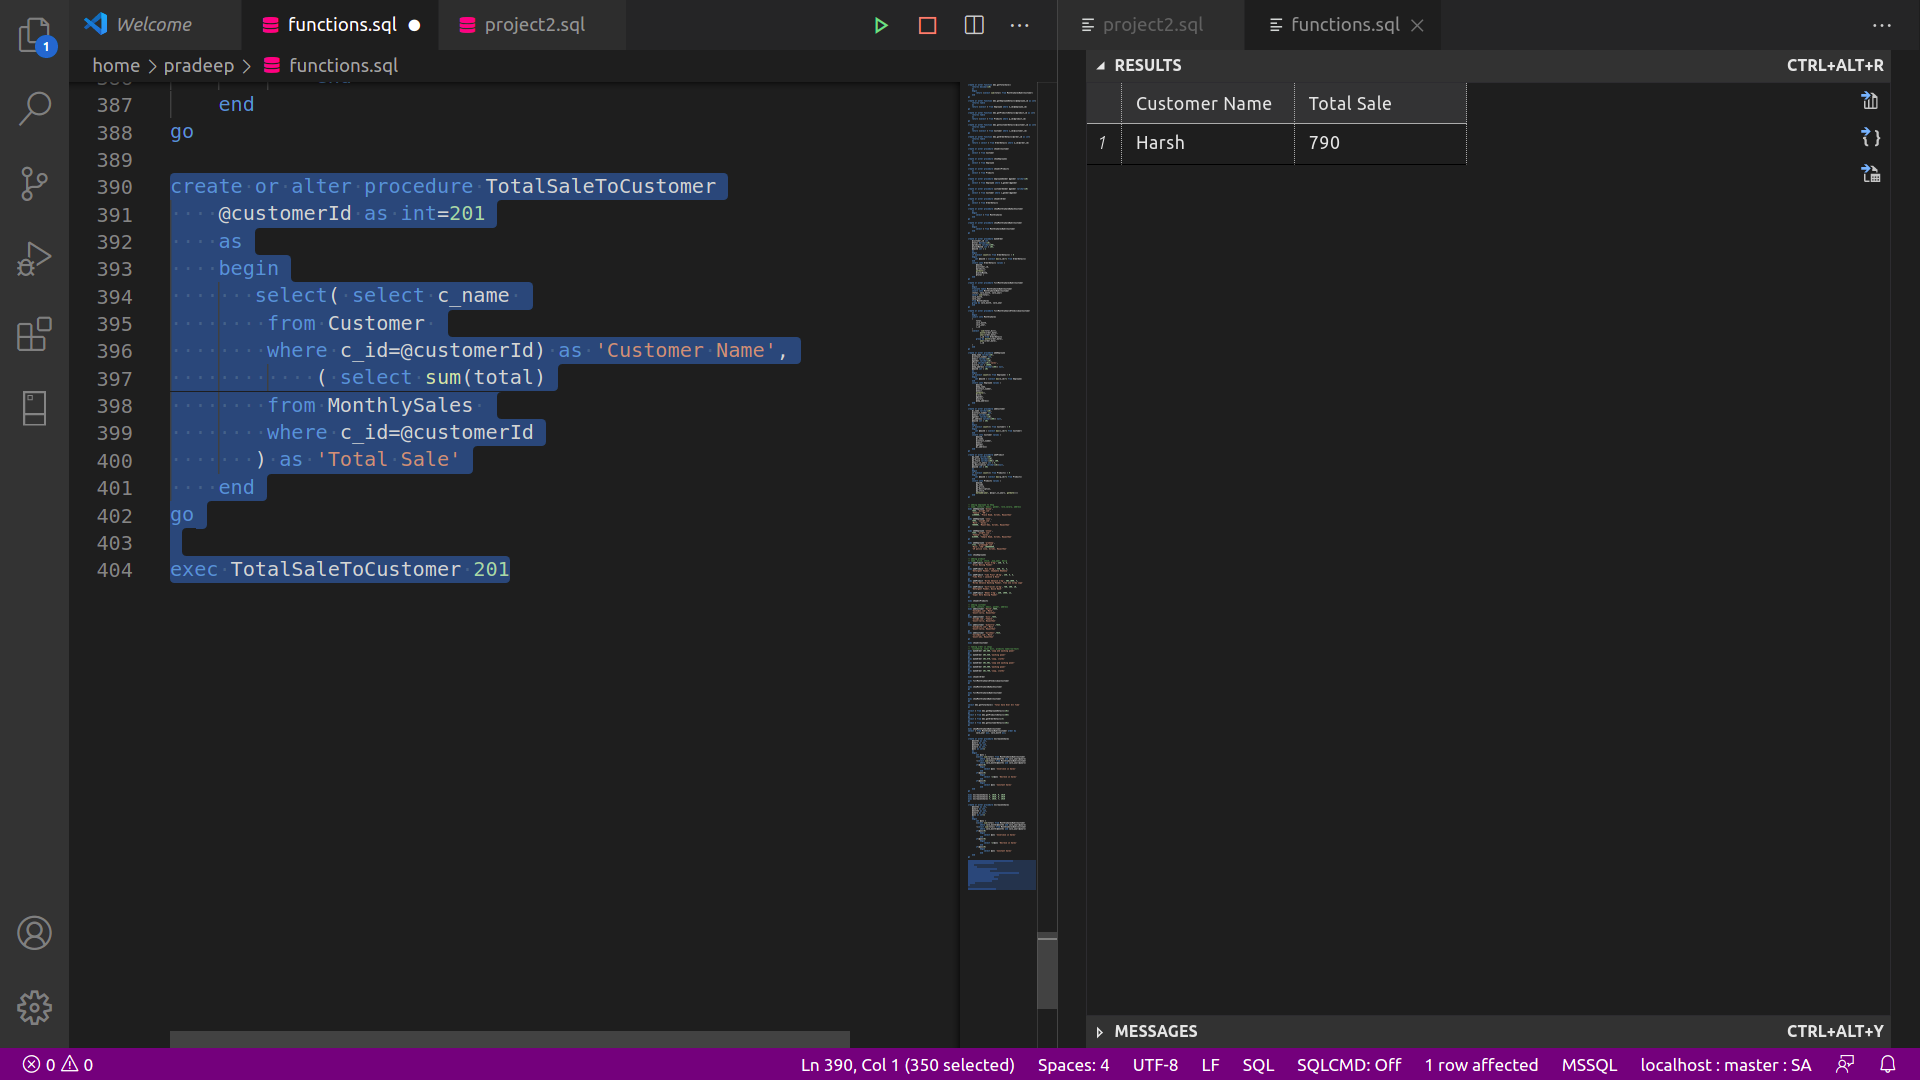 Welcome
functions.sql
project2.sql
project2.sql
functions.sql
1
home
pradeep
functions.sql
387 end
388 go
389
390 create or alter procedure TotalSaleToCustomer
391 @customerId as int=201
392 as
393 begin
394 select( select c_name
395 from Customer
396 where c_id=@customerId) as 'Customer Name',
397 ( select sum(total)
398 from MonthlySales
399 where c_id=@customerId
400 ) as 'Total Sale'
401 end
402 go
403
404 exec TotalSaleToCustomer 201
RESULTS CTRL+ALT+R
Customer Name Total Sale
1 Harsh 790
MESSAGES CTRL+ALT+Y
0 0 Ln 390, Col 1 (350 selected) Spaces: 4 UTF-8 LF SQL SQLCMD: Off 1 row affected MSSQL localhost : master : SA